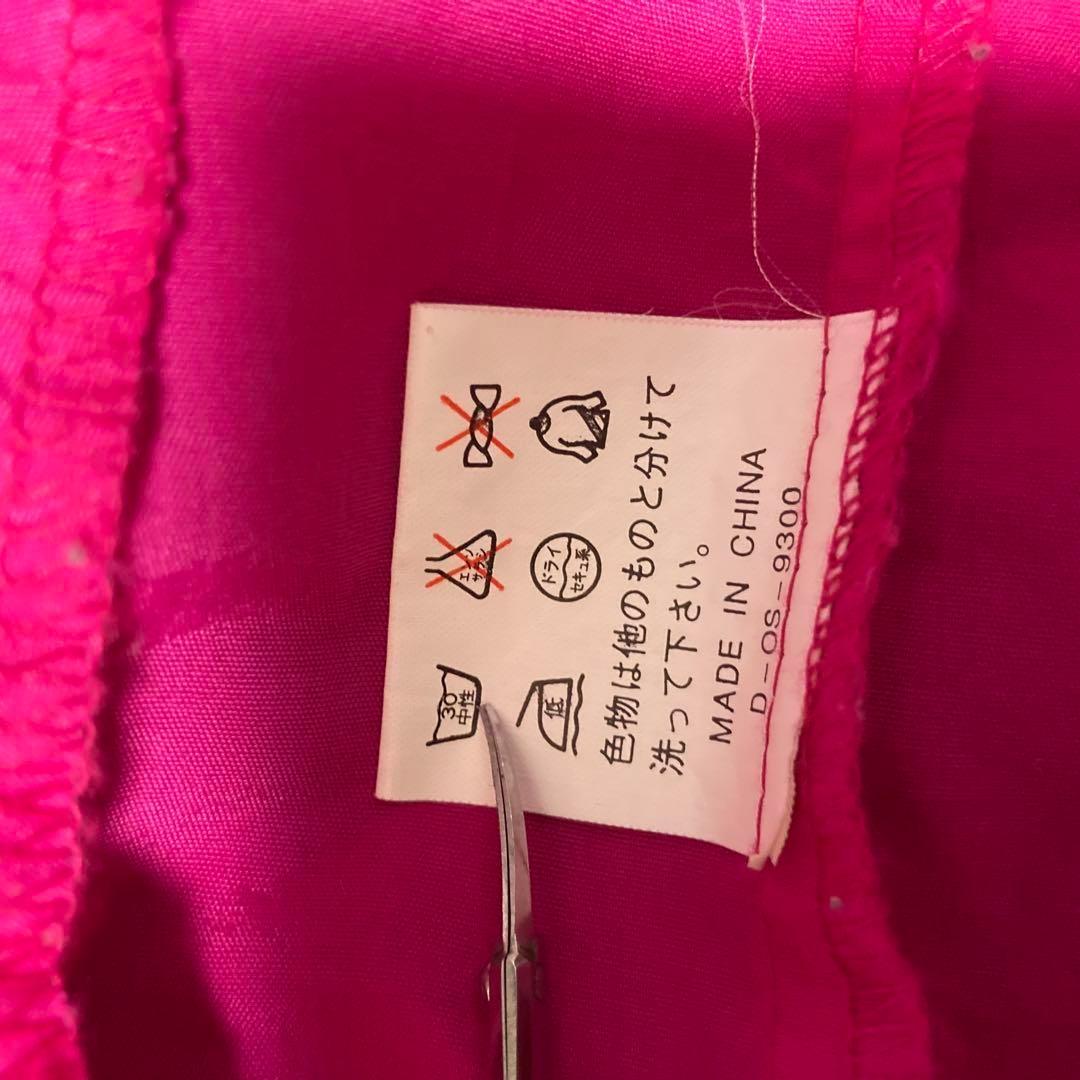 30
中性
エンソ
サラシ
低
ドライ
セキユ系
色物は他のものと分けて
洗って下さい。
MADE IN CHINA
D-OS-9300